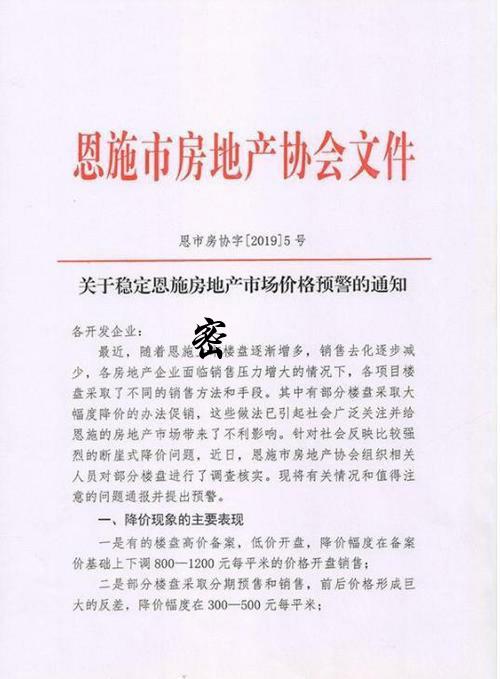 恩施市房地产协会文件
恩市房协字[2019]5号
关于稳定恩施房地产市场价格预警的通知
各开发企业：
密
最近，随着恩施楼盘逐渐增多，销售去化逐步减
少，各房地产企业面临销售压力增大的情况下，各项目楼
盘采取了不同的销售方法和手段。其中有部分楼盘采取大
幅度降价的办法促销，这些做法已引起社会广泛关注并给
恩施的房地产市场带来了不利影响。针对社会反映比较强
烈的断崖式降价问题，近日，恩施市房地产协会组织相关
人员对部分楼盘进行了调查核实。现将有关情况和值得注
意的问题通报并提出预警。
一、降价现象的主要表现
一是有的楼盘高价备案，低价开盘，降价幅度在备案
价基础上下调800—1200元每平米的价格开盘销售；
二是部分楼盘采取分期预售和销售，前后价格形成巨
大的反差，降价幅度在300—500元每平米；